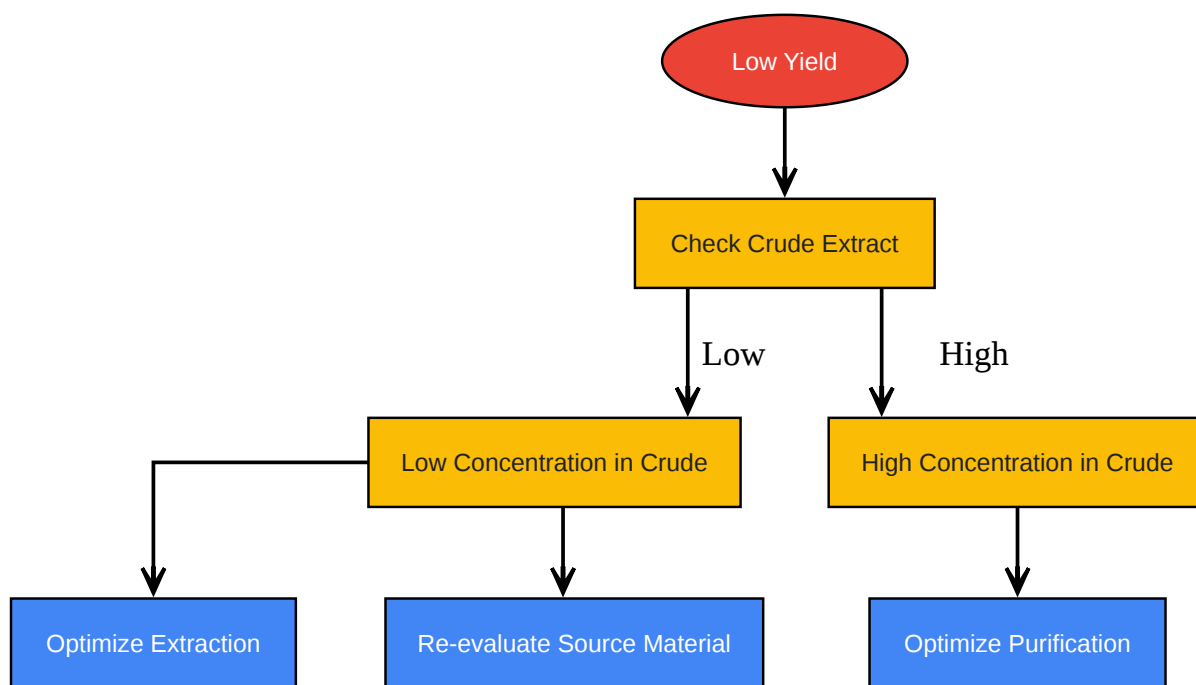 Low Yield
Check Crude Extract
Low
High
Low Concentration in Crude
High Concentration in Crude
Optimize Extraction
Re-evaluate Source Material
Optimize Purification